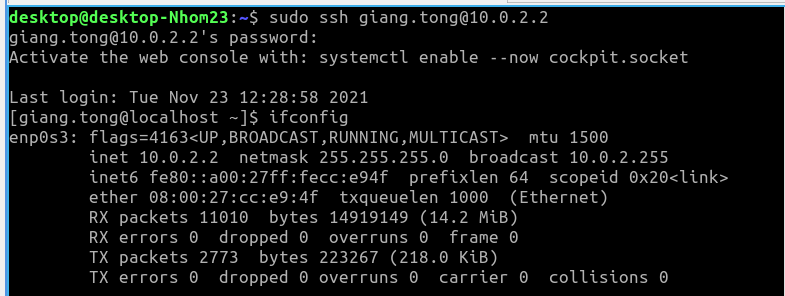 desktop@desktop-Nhom23:~$ sudo ssh giang.tong@10.0.2.2
giang.tong@10.0.2.2's password:
Activate the web console with: systemctl enable --now cockpit.socket

Last login: Tue Nov 23 12:28:58 2021
[giang.tong@localhost ~]$ ifconfig
enp0s3: flags=4163<UP,BROADCAST,RUNNING,MULTICAST>  mtu 1500
        inet 10.0.2.2  netmask 255.255.255.0  broadcast 10.0.2.255
        inet6 fe80::a00:27ff:fecc:e94f  prefixlen 64  scopeid 0x20<link>
        ether 08:00:27:cc:e9:4f  txqueuelen 1000  (Ethernet)
        RX packets 11010  bytes 14919149 (14.2 MiB)
        RX errors 0  dropped 0  overruns 0  frame 0
        TX packets 2773  bytes 223267 (218.0 KiB)
        TX errors 0  dropped 0 overruns 0  carrier 0  collisions 0